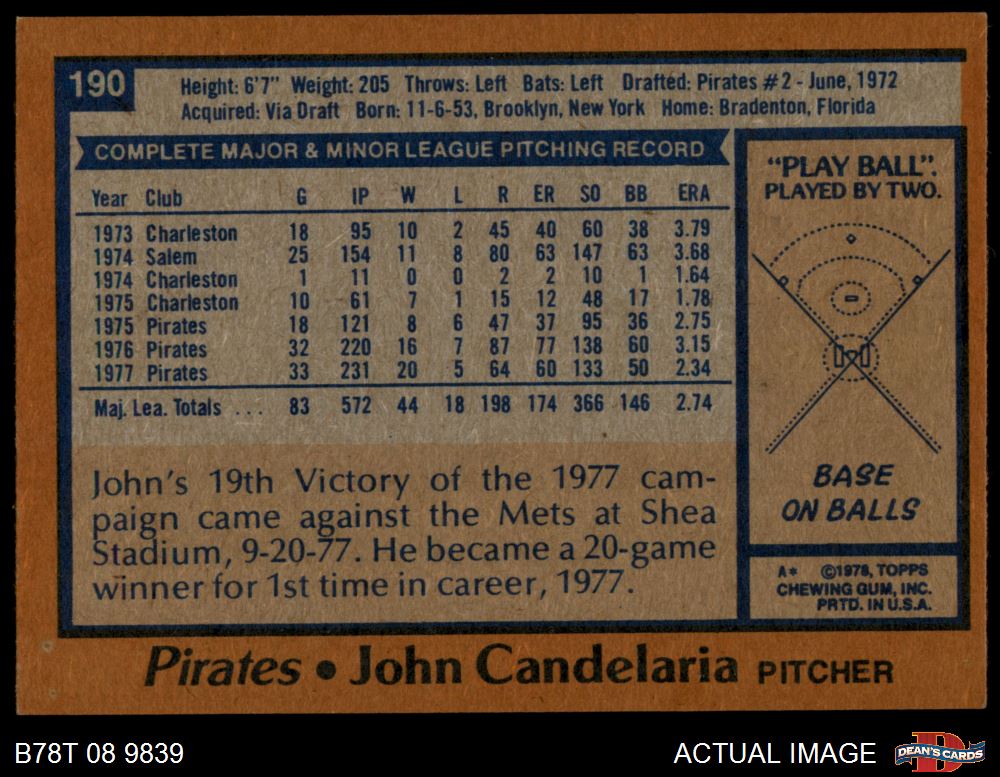 190
Height: 6'7" Weight: 205 Throws: Left Bats: Left Drafted: Pirates #2 - June, 1972
Acquired: Via Draft Born: 11-6-53, Brooklyn, New York Home: Bradenton, Florida
COMPLETE MAJOR & MINOR LEAGUE PITCHING RECORD
Year Club G IP W L R ER SO BB ERA
1973 Charleston 18 95 10 2 45 40 60 38 3.79
1974 Salem 25 154 11 8 80 63 147 63 3.68
1974 Charleston 1 11 0 0 2 2 10 1 1.64
1975 Charleston 10 61 7 1 15 12 48 17 1.78
1975 Pirates 18 121 8 6 47 37 95 36 2.75
1976 Pirates 32 220 16 7 87 77 138 60 3.15
1977 Pirates 33 231 20 5 64 60 133 50 2.34
Maj. Lea. Totals ... 83 572 44 18 198 174 366 146 2.74
John's 19th Victory of the 1977 cam-
paign came against the Mets at Shea
Stadium, 9-20-77. He became a 20-game
winner for 1st time in career, 1977.
"PLAY BALL".
PLAYED BY TWO.
BASE
ON BALLS
A* ©1978, TOPPS
CHEWING GUM, INC.
PRTD. IN U.S.A.
Pirates • John Candelaria PITCHER
B78T 08 9839
ACTUAL IMAGE
D
DEAN'S CARDS